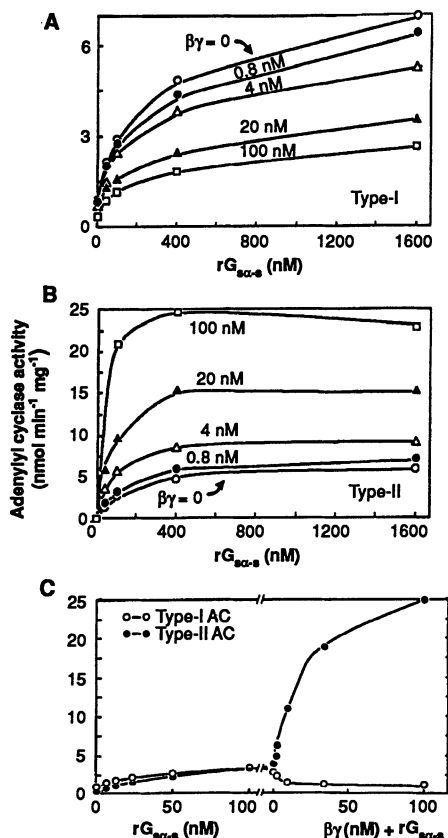 A
βγ = 0
0.8 nM
4 nM
20 nM
100 nM
Type-I
6
3
0
0 400 800 1200 1600
rGsα-s (nM)
B
Adenylyl cyclase activity
(nmol min-1 mg-1)
25
20
15
10
5
0
100 nM
20 nM
4 nM
0.8 nM
βγ = 0
Type-II
0 400 800 1200 1600
rGsα-s (nM)
C
Type-I AC
Type-II AC
25
20
15
10
5
0
0 50 100 0 50 100
rGsα-s (nM)
βγ (nM) + rGsα-s